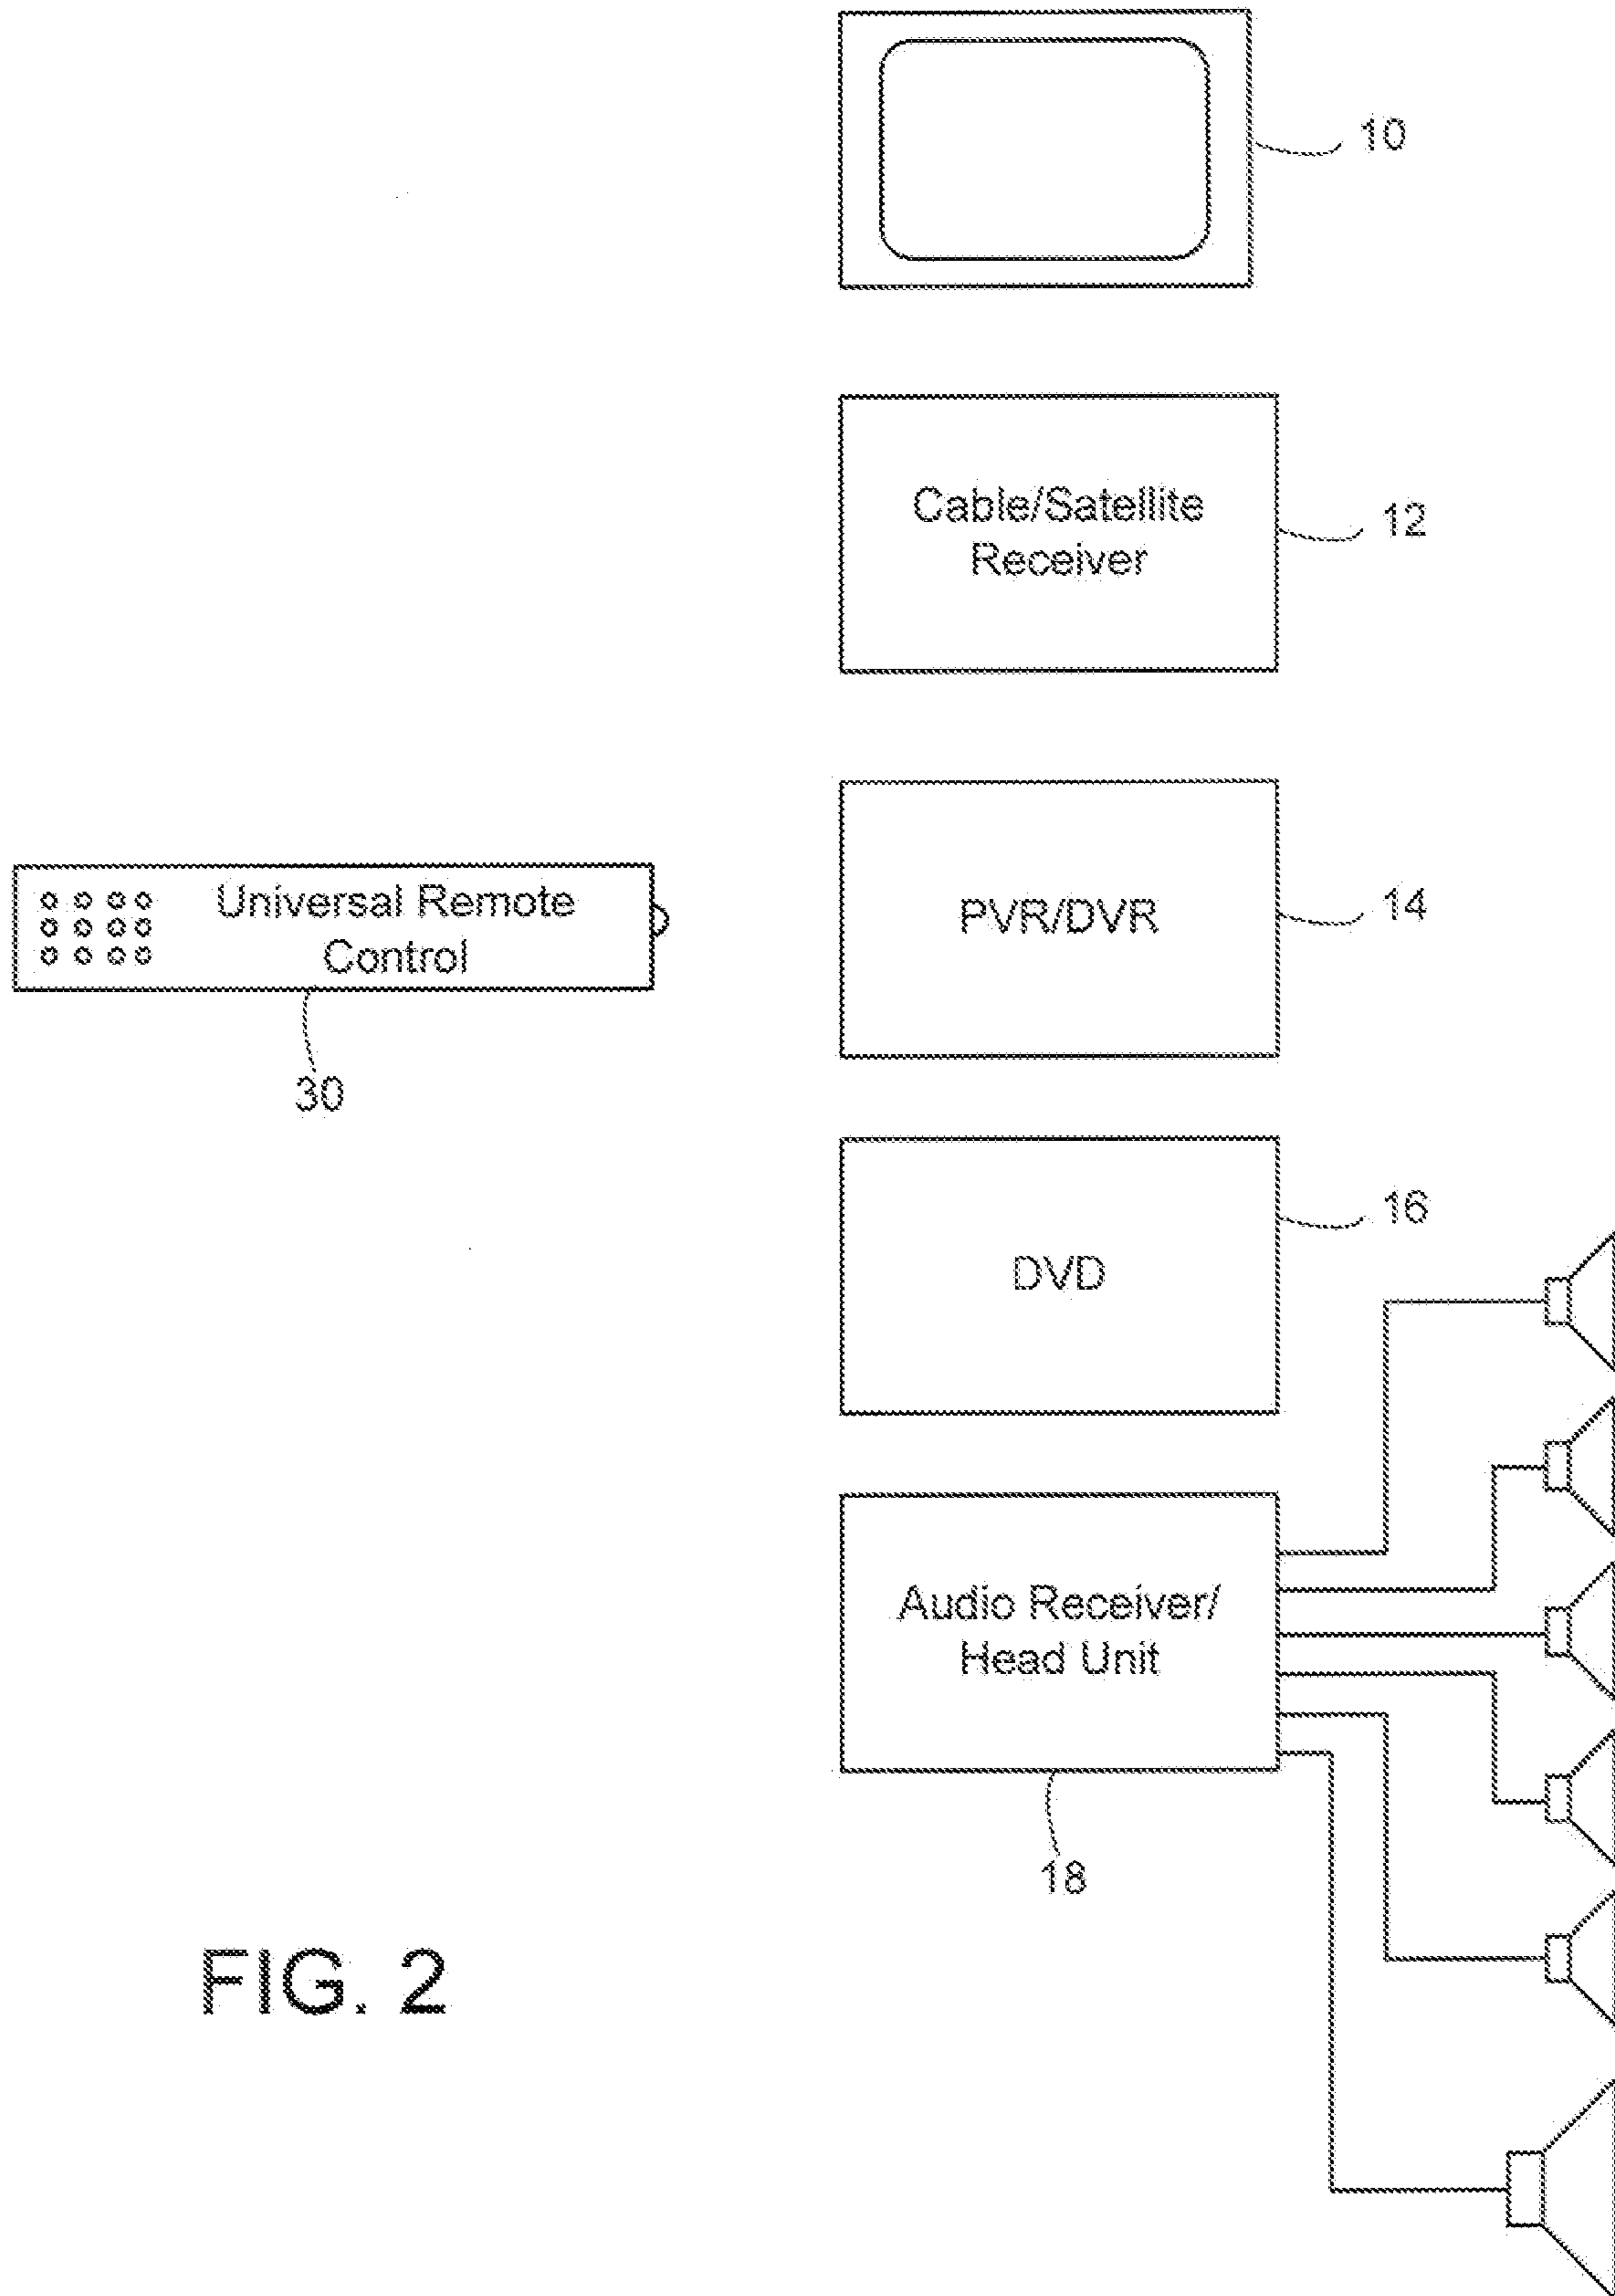 10
Cable/Satellite
Receiver
12
PVR/DVR
14
Universal Remote
Control
30
DVD
16
Audio Receiver/
Head Unit
18
FIG. 2